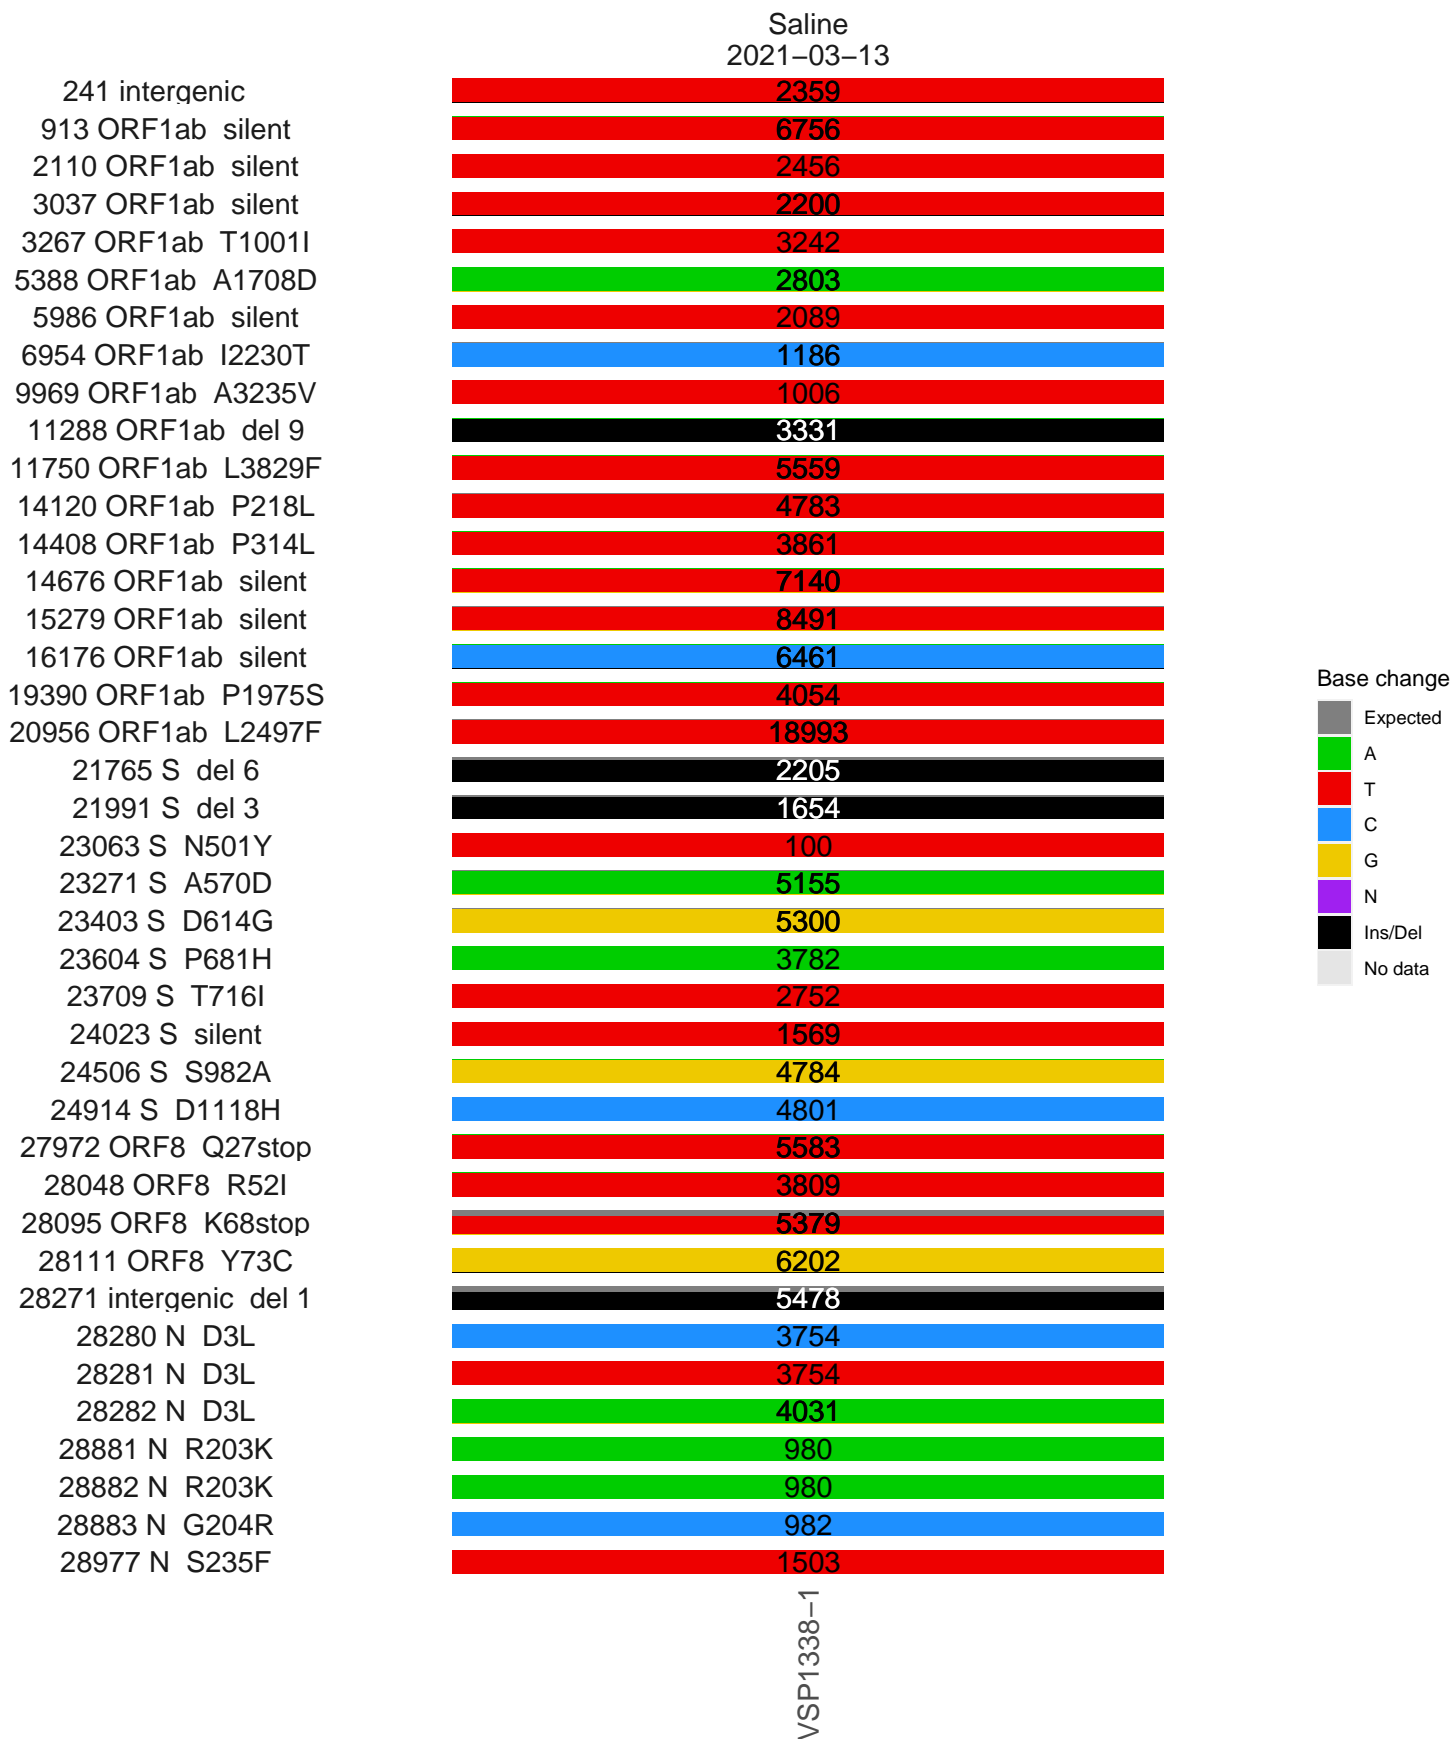 Saline
2021−03−13
241 intergenic 2359
913 ORF1ab silent 6756
2110 ORF1ab silent 2456
3037 ORF1ab silent 2200
3267 ORF1ab T1001I 3242
5388 ORF1ab A1708D 2803
5986 ORF1ab silent 2089
6954 ORF1ab I2230T 1186
9969 ORF1ab A3235V 1006
11288 ORF1ab del 9 3331
11750 ORF1ab L3829F 5559
14120 ORF1ab P218L 4783
14408 ORF1ab P314L 3861
14676 ORF1ab silent 7140
15279 ORF1ab silent 8491
16176 ORF1ab silent 6461
19390 ORF1ab P1975S 4054
20956 ORF1ab L2497F 18993
21765 S del 6 2205
21991 S del 3 1654
23063 S N501Y 100
23271 S A570D 5155
23403 S D614G 5300
23604 S P681H 3782
23709 S T716I 2752
24023 S silent 1569
24506 S S982A 4784
24914 S D1118H 4801
27972 ORF8 Q27stop 5583
28048 ORF8 R52I 3809
28095 ORF8 K68stop 5379
28111 ORF8 Y73C 6202
28271 intergenic del 1 5478
28280 N D3L 3754
28281 N D3L 3754
28282 N D3L 4031
28881 N R203K 980
28882 N R203K 980
28883 N G204R 982
28977 N S235F 1503
VSP1338−1
Base change
Expected
A
T
C
G
N
Ins/Del
No data